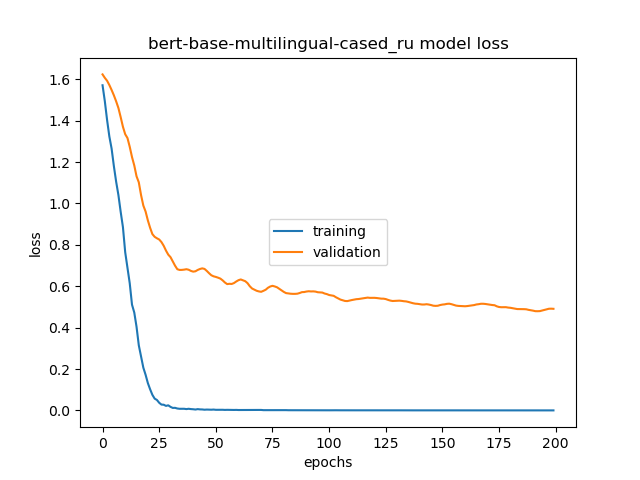 bert-base-multilingual-cased_ru model loss
1.6
1.4
1.2
1.0
0.8
0.6
0.4
0.2
0.0
loss
training
validation
0 25 50 75 100 125 150 175 200
epochs